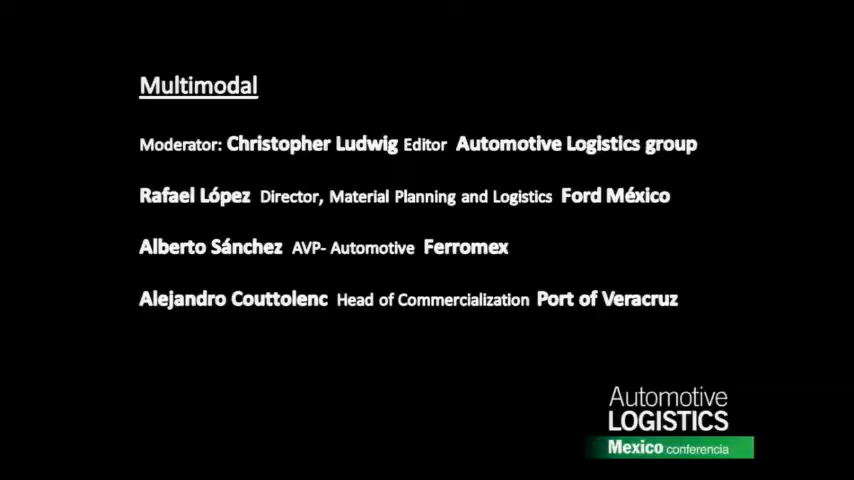 Multimodal
Moderator: Christopher Ludwig Editor Automotive Logistics group
Rafael López Director, Material Planning and Logistics Ford México
Alberto Sánchez AVP- Automotive Ferromex
Alejandro Couttolenc Head of Commercialization Port of Veracruz
Automotive
LOGISTICS
Mexico conferencia